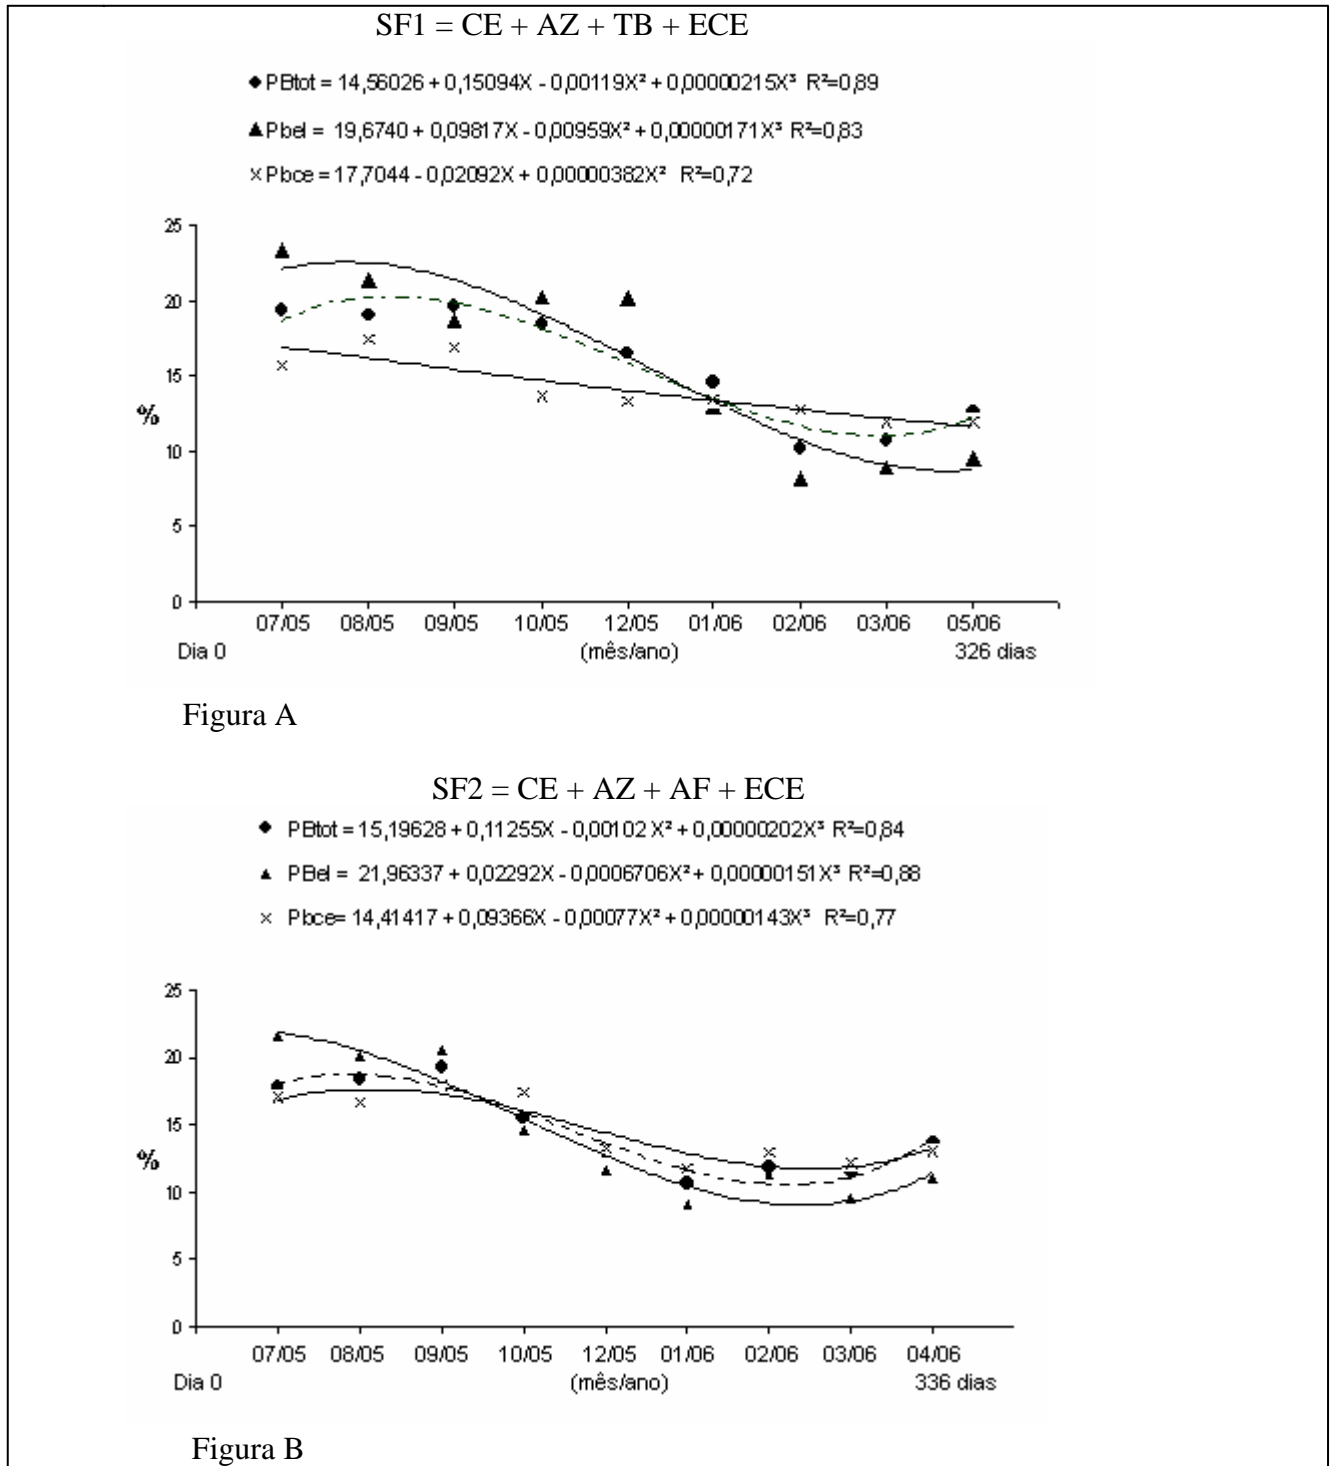 SF1 = CE + AZ + TB + ECE
PBtot = 14,56026 + 0,15094X - 0,00119X² + 0,00000215X³ R²=0,89
Pbel = 19,6740 + 0,09817X - 0,00959X² + 0,00000171X³ R²=0,83
Pbce = 17,7044 - 0,02092X + 0,00000382X² R²=0,72
25
20
15
%
10
5
0
07/05 08/05 09/05 10/05 12/05 01/06 02/06 03/06 05/06
Dia 0 (mês/ano) 326 dias
Figura A
SF2 = CE + AZ + AF + ECE
PBtot = 15,19628 + 0,11255X - 0,00102 X² + 0,00000202X³ R²=0,84
PBel = 21,96337 + 0,02292X - 0,0006706X² + 0,00000151X³ R²=0,88
Pbce= 14,41417 + 0,09366X - 0,00077X² + 0,00000143X³ R²=0,77
25
20
15
%
10
5
0
07/05 08/05 09/05 10/05 12/05 01/06 02/06 03/06 04/06
Dia 0 (mês/ano) 336 dias
Figura B